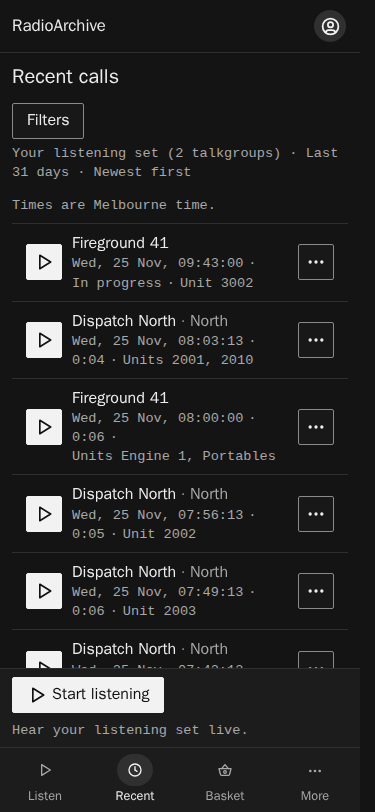 RadioArchive
Recent calls
Filters
Your listening set (2 talkgroups) · Last
31 days · Newest first
Times are Melbourne time.
Fireground 41
Wed, 25 Nov, 09:43:00 ·
In progress · Unit 3002
Dispatch North · North
Wed, 25 Nov, 08:03:13 ·
0:04 · Units 2001, 2010
Fireground 41
Wed, 25 Nov, 08:00:00 ·
0:06 ·
Units Engine 1, Portables
Dispatch North · North
Wed, 25 Nov, 07:56:13 ·
0:05 · Unit 2002
Dispatch North · North
Wed, 25 Nov, 07:49:13 ·
0:06 · Unit 2003
Dispatch North · North
Start listening
Hear your listening set live.
Listen
Recent
Basket
More